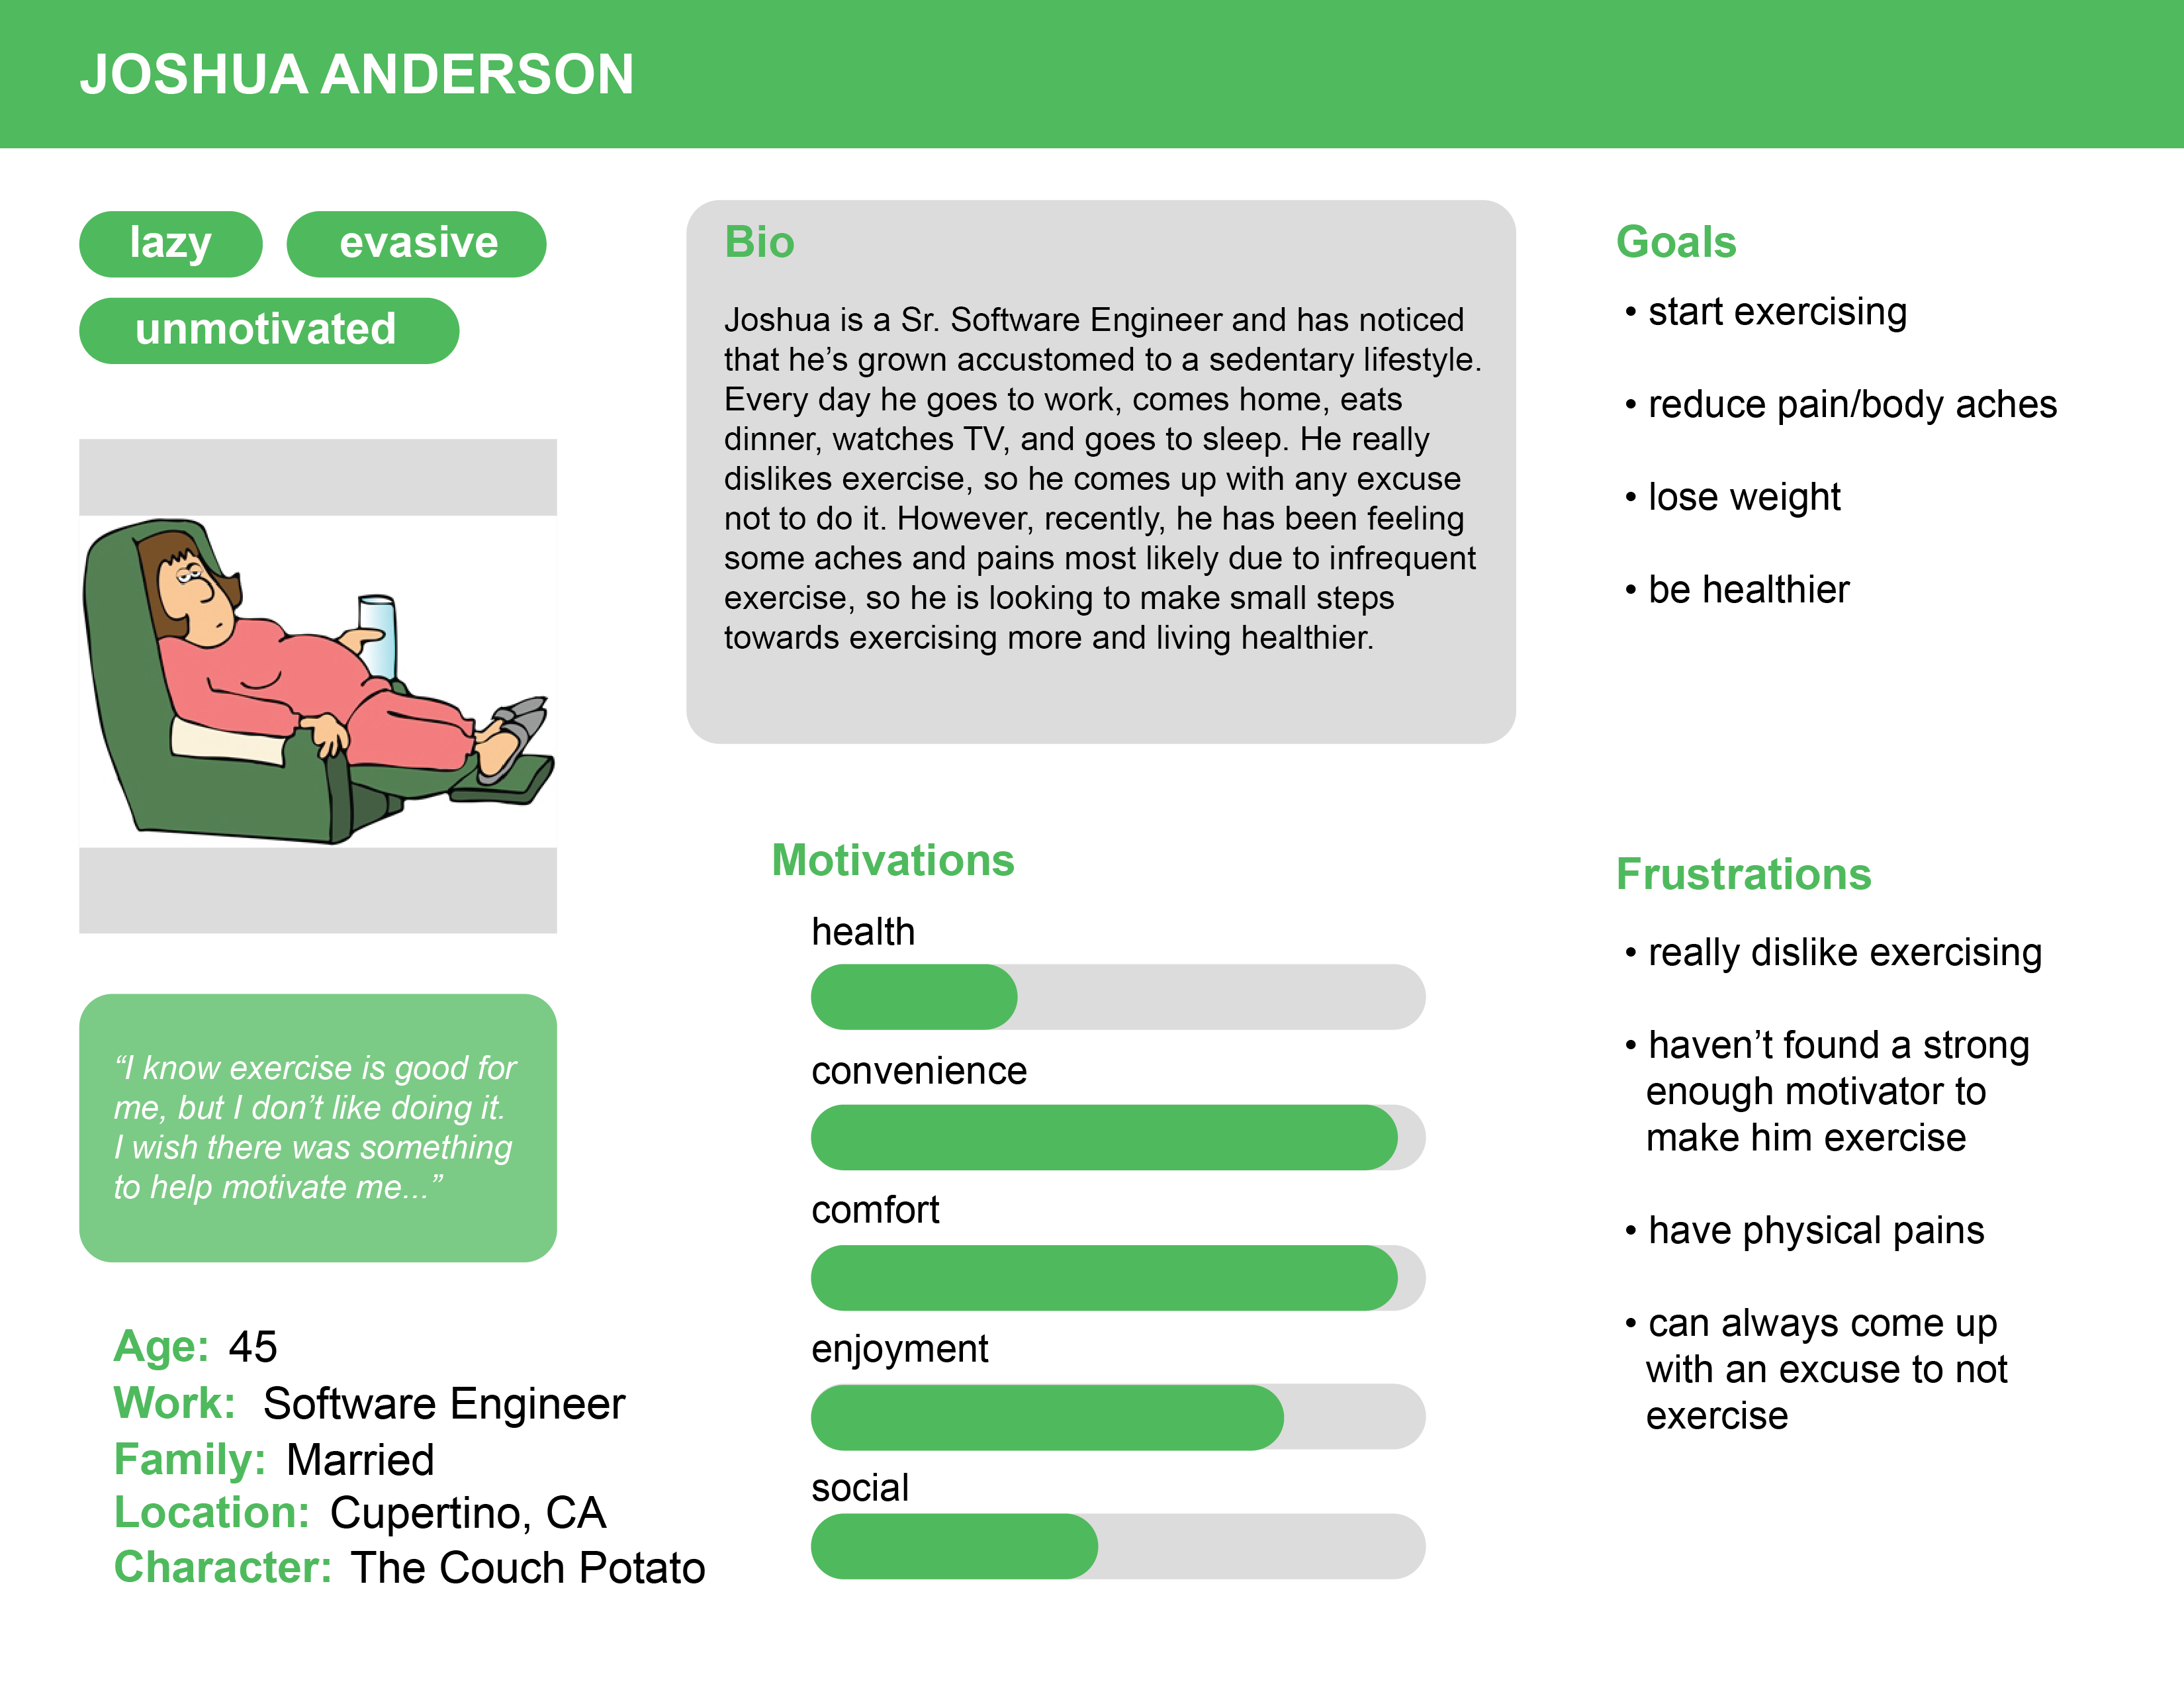 JOSHUA ANDERSON
lazy
evasive
unmotivated
“I know exercise is good for
me, but I don’t like doing it.
I wish there was something
to help motivate me...”
Age: 45
Work: Software Engineer
Family: Married
Location: Cupertino, CA
Character: The Couch Potato
Bio
Joshua is a Sr. Software Engineer and has noticed
that he’s grown accustomed to a sedentary lifestyle.
Every day he goes to work, comes home, eats
dinner, watches TV, and goes to sleep. He really
dislikes exercise, so he comes up with any excuse
not to do it. However, recently, he has been feeling
some aches and pains most likely due to infrequent
exercise, so he is looking to make small steps
towards exercising more and living healthier.
Motivations
health
convenience
comfort
enjoyment
social
Goals
• start exercising
• reduce pain/body aches
• lose weight
• be healthier
Frustrations
• really dislike exercising
• haven’t found a strong
enough motivator to
make him exercise
• have physical pains
• can always come up
with an excuse to not
exercise